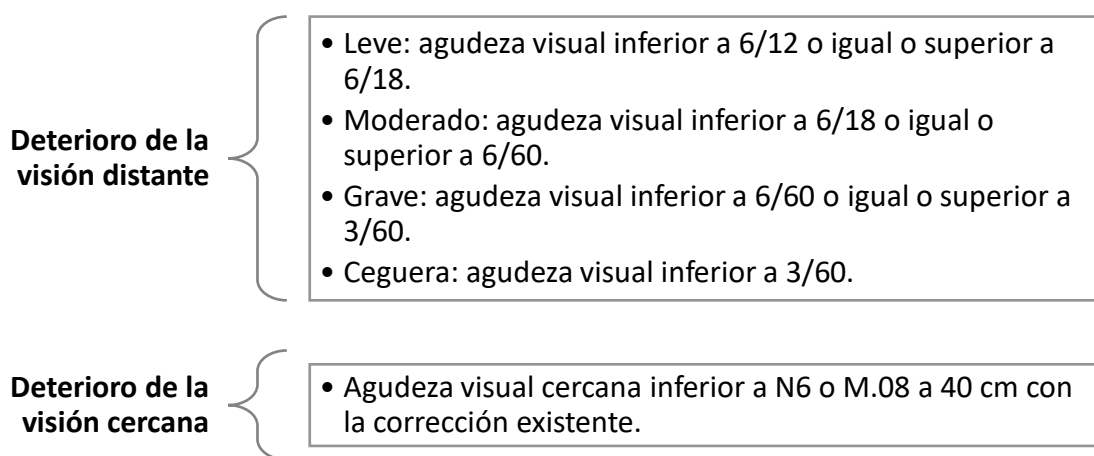 Deterioro de la
visión distante
• Leve: agudeza visual inferior a 6/12 o igual o superior a
6/18.
• Moderado: agudeza visual inferior a 6/18 o igual o
superior a 6/60.
• Grave: agudeza visual inferior a 6/60 o igual o superior a
3/60.
• Ceguera: agudeza visual inferior a 3/60.
Deterioro de la
visión cercana
• Agudeza visual cercana inferior a N6 o M.08 a 40 cm con
la corrección existente.